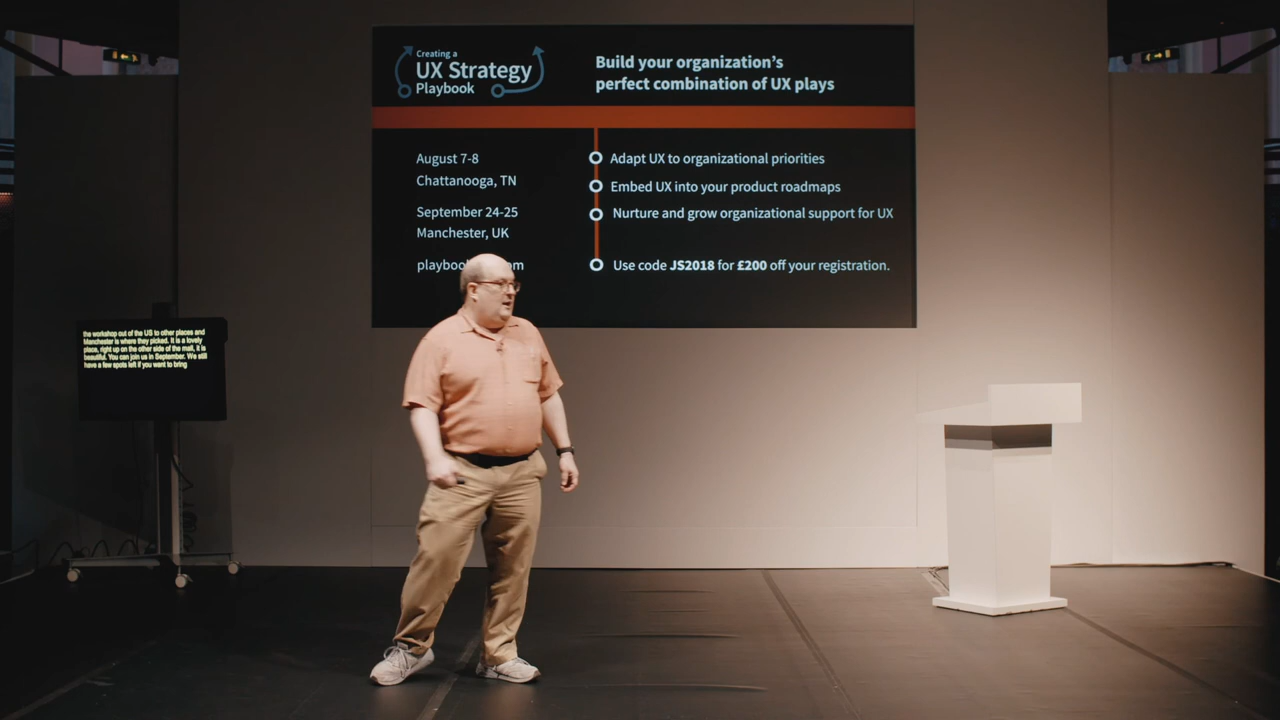 Creating a
UX Strategy
Playbook
Build your organization's
perfect combination of UX plays
August 7-8
Chattanooga, TN
September 24-25
Manchester, UK
Adapt UX to organizational priorities
Embed UX into your product roadmaps
Nurture and grow organizational support for UX
Use code JS2018 for £200 off your registration.
the workshop out of the US to other places and
Manchester is where they picked. It is a lovely
place, right up on the other side of the mall, it is
beautiful. You can join us in September. We still
have a few spots left if you want to bring